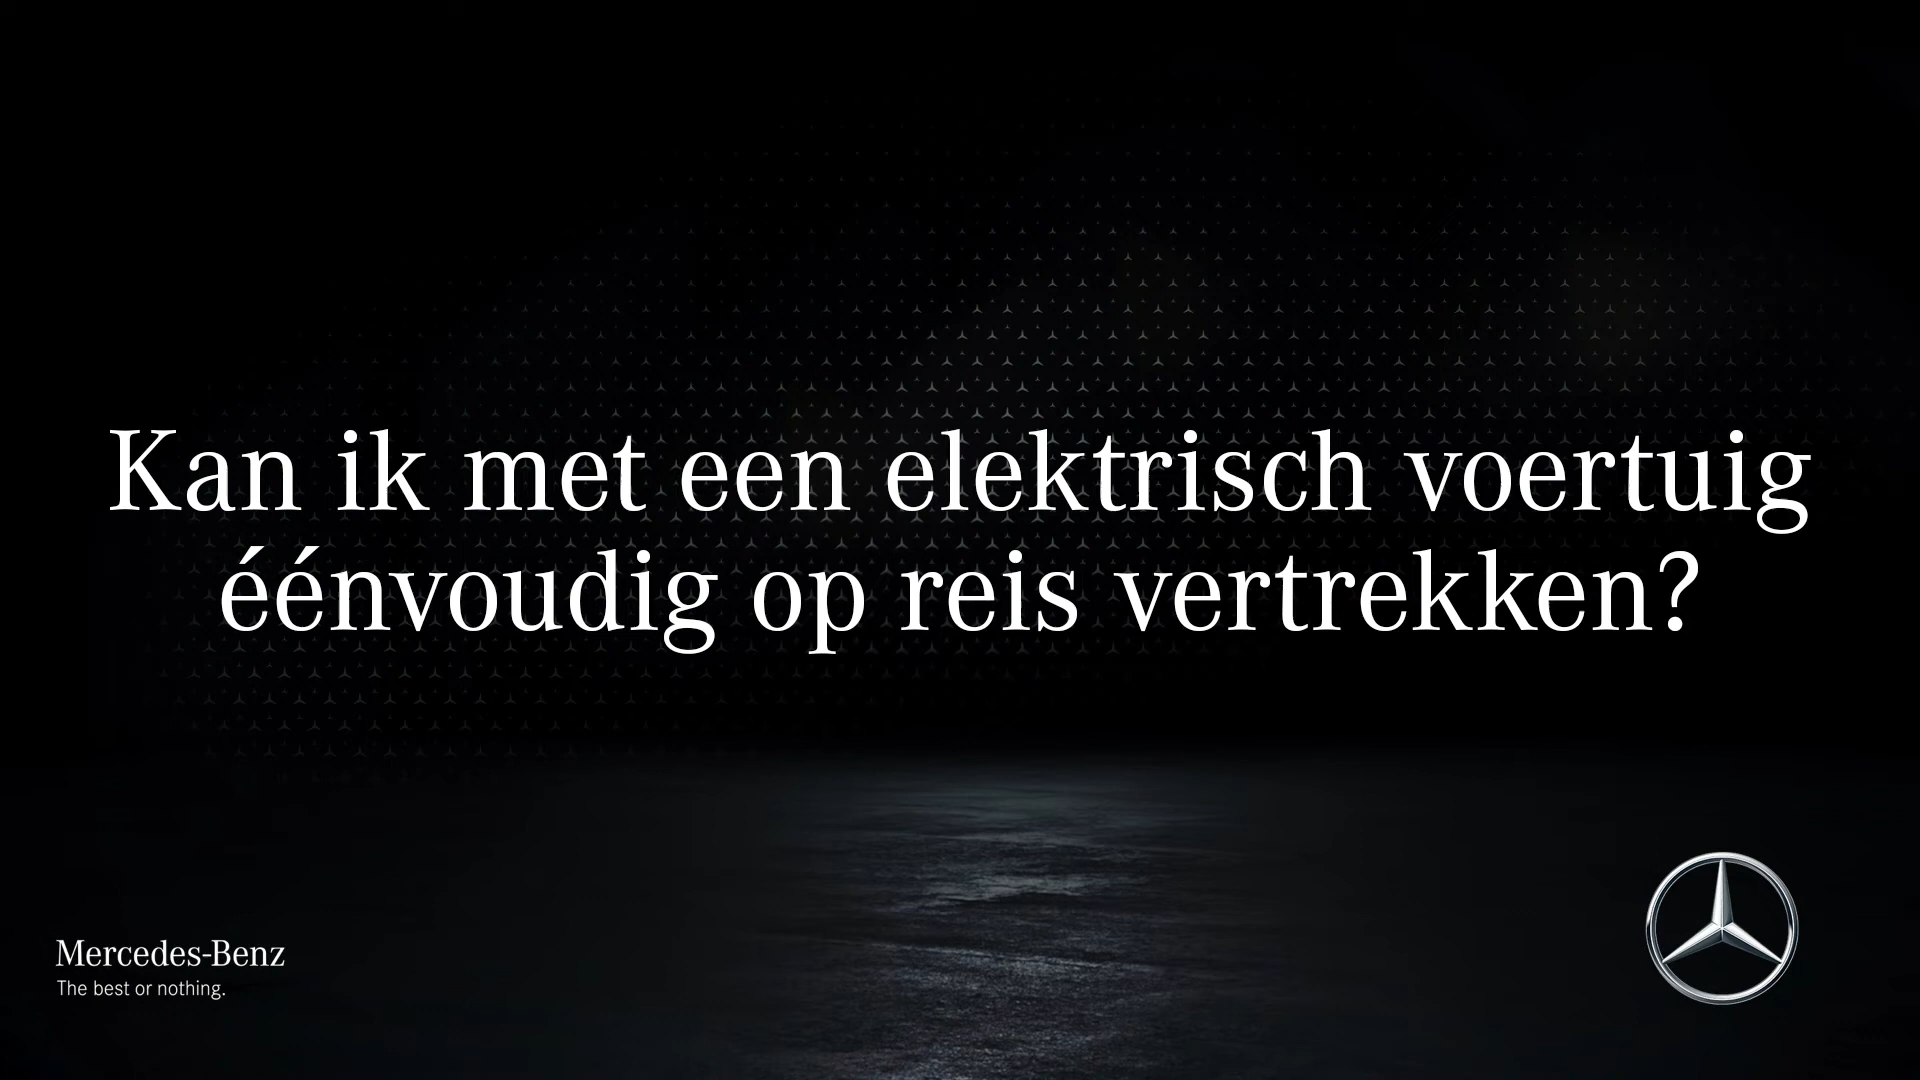 Kan ik met een elektrisch voertuig
éénvoudig op reis vertrekken?
Mercedes-Benz
The best or nothing.